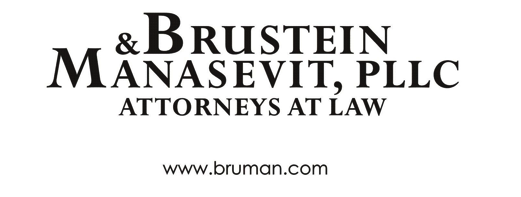 & BRUSTEIN
MANASEVIT, PLLC
ATTORNEYS AT LAW
www.bruman.com